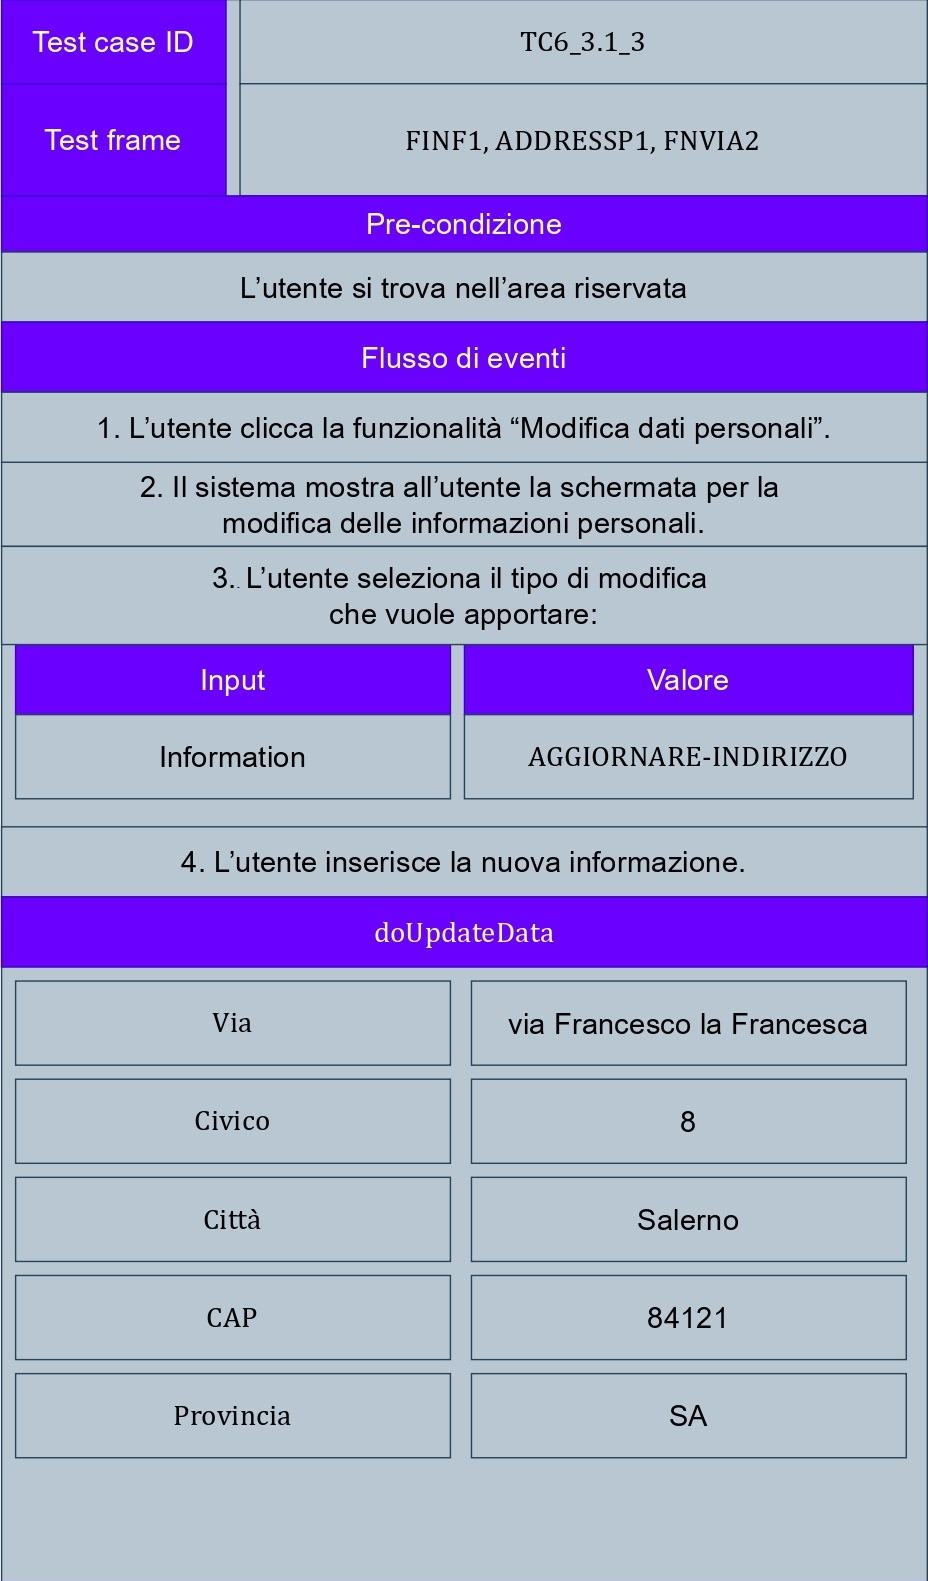 Test case ID
TC6_3.1_3
Test frame
FINF1, ADDRESSP1, FNVIA2
Pre-condizione
L’utente si trova nell’area riservata
Flusso di eventi
1. L’utente clicca la funzionalità “Modifica dati personali”.
2. Il sistema mostra all’utente la schermata per la
modifica delle informazioni personali.
3.. L’utente seleziona il tipo di modifica
che vuole apportare:
Input
Valore
Information
AGGIORNARE-INDIRIZZO
4. L’utente inserisce la nuova informazione.
doUpdateData
Via
via Francesco la Francesca
Civico
8
Città
Salerno
CAP
84121
Provincia
SA